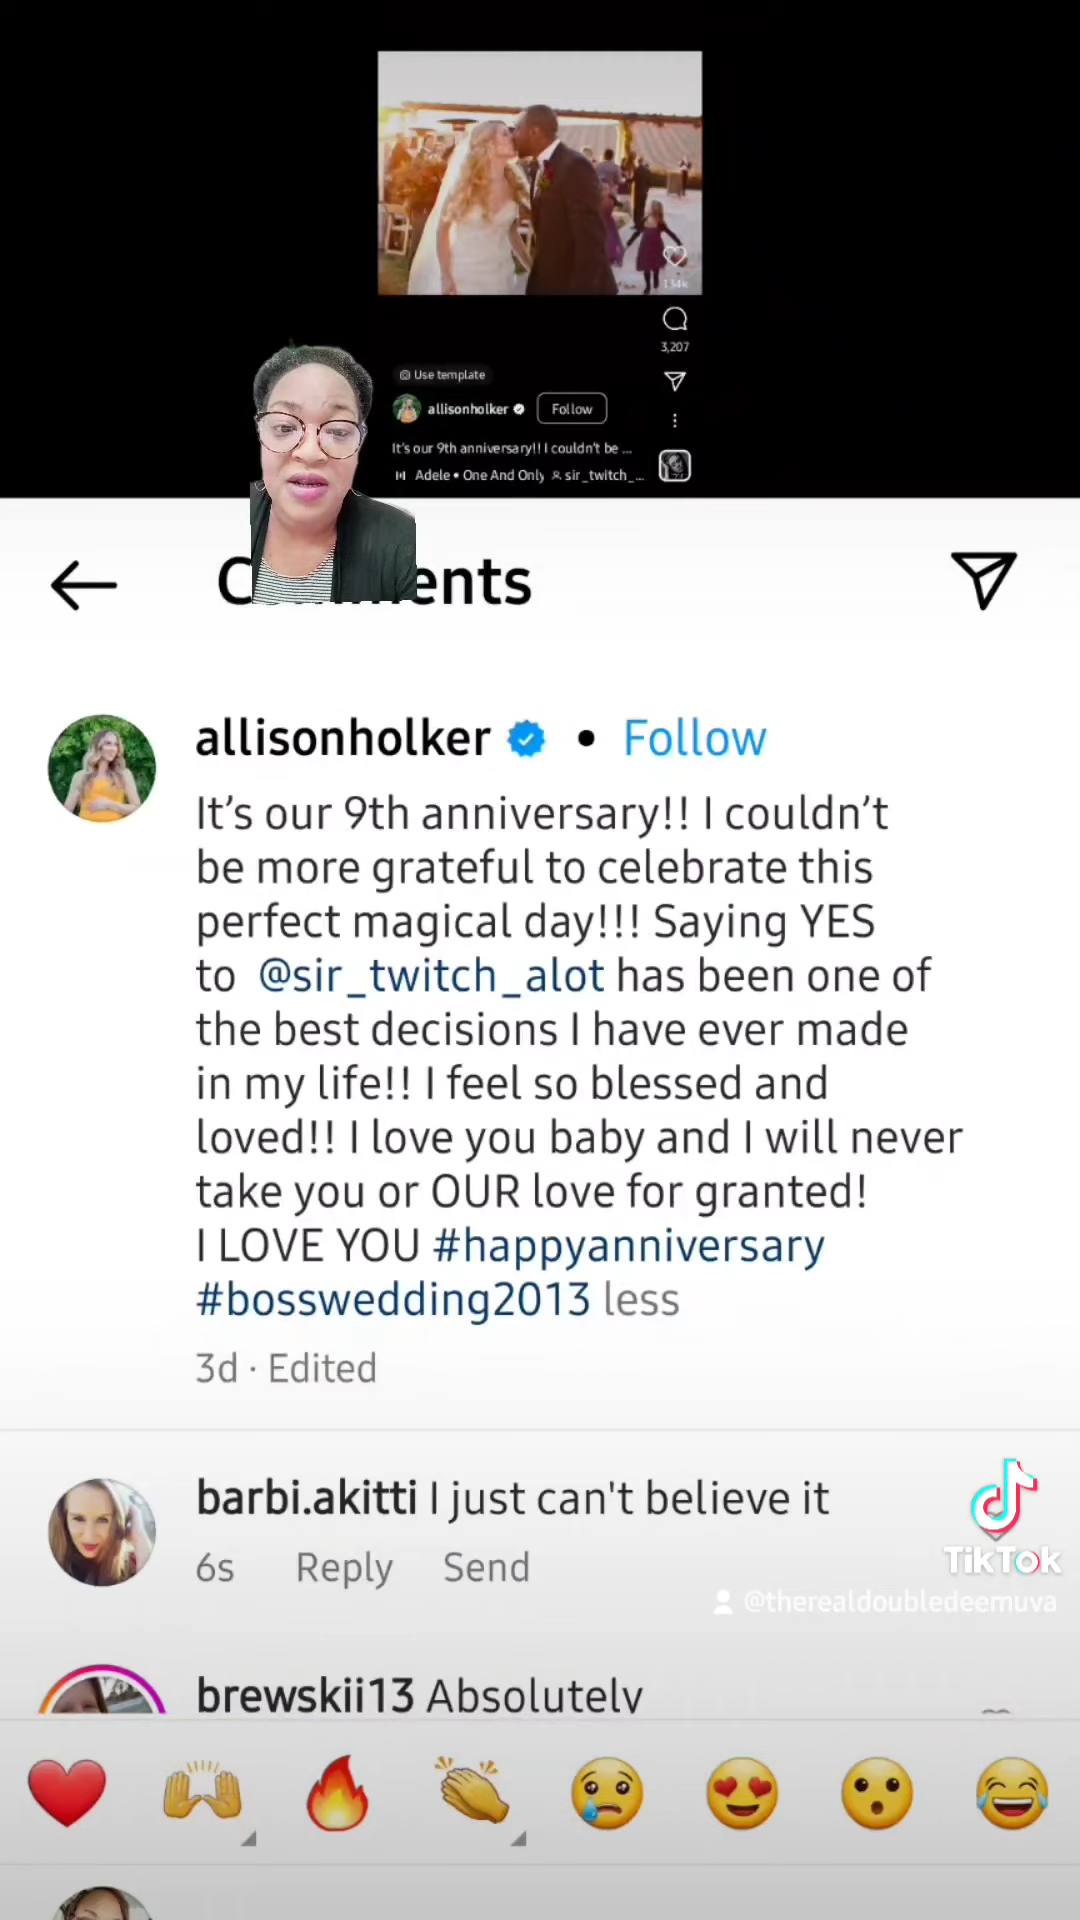 134k
3,207
Use template
allisonholker Follow
It's our 9th anniversary!! I couldn't be ...
Adele • One And Only sir_twitch_...
C ents
allisonholker • Follow
It's our 9th anniversary!! I couldn't
be more grateful to celebrate this
perfect magical day!!! Saying YES
to @sir_twitch_alot has been one of
the best decisions I have ever made
in my life!! I feel so blessed and
loved!! I love you baby and I will never
take you or OUR love for granted!
I LOVE YOU #happyanniversary
#bosswedding2013 less
3d · Edited
barbi.akitti I just can't believe it
6s Reply Send
TikTok
@therealdoubledeemuva
brewskii13 Absolutely